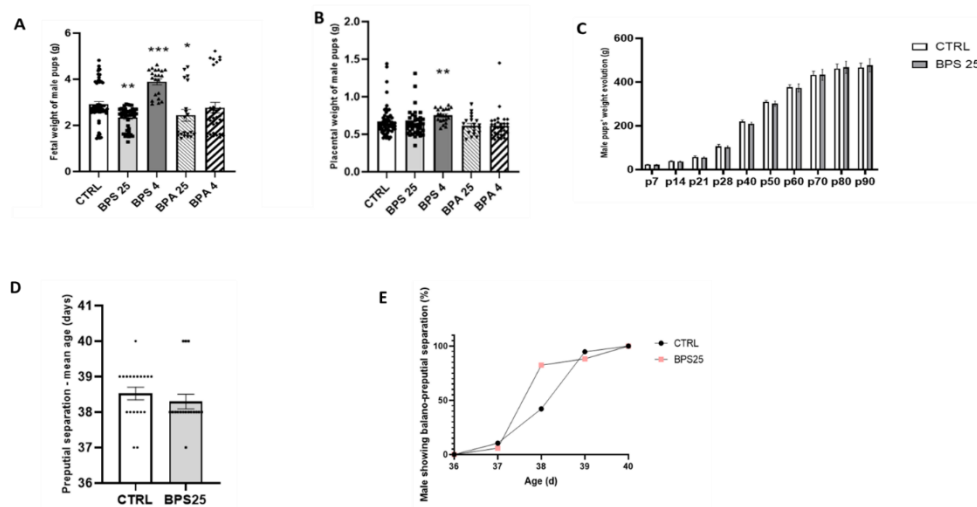 A
Fetal weight of male pups (g)
6
4
2
0
**
***
*
CTRL
BPS 25
BPS 4
BPA 25
BPA 4
B
Placental weight of male pups (g)
2.0
1.5
1.0
0.5
0.0
**
CTRL
BPS 25
BPS 4
BPA 25
BPA 4
C
Male pups' weight evolution (g)
600
400
200
0
p7 p14 p21 p28 p40 p50 p60 p70 p80 p90
CTRL
BPS 25
D
Preputial separation - mean age (days)
41
40
39
38
37
36
CTRL BPS25
E
Male showing balano-preputial separation (%)
100
50
0
36 37 38 39 40
Age (d)
CTRL
BPS25